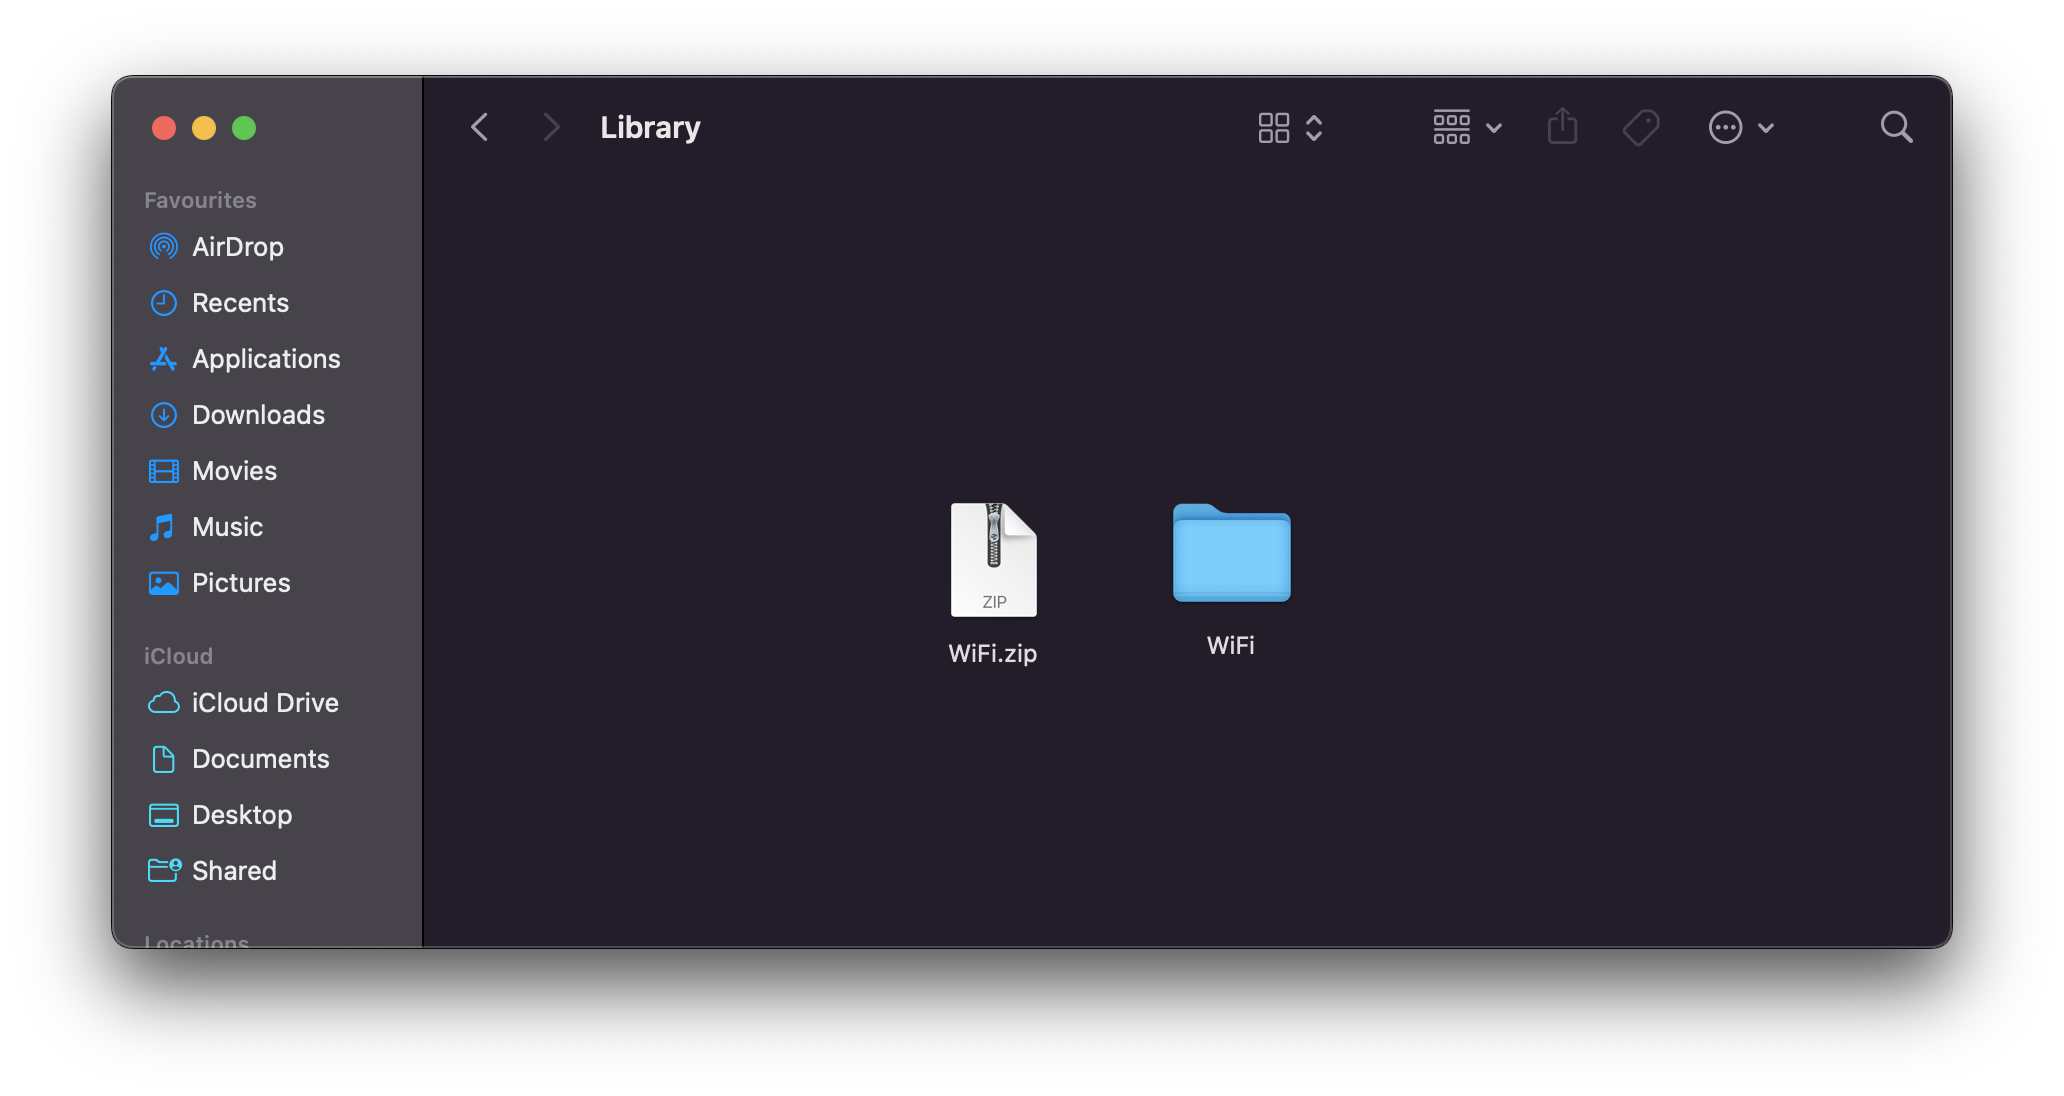 Library
Favourites
AirDrop
Recents
Applications
Downloads
Movies
Music
Pictures
iCloud
iCloud Drive
Documents
Desktop
Shared
Locations
ZIP
WiFi.zip
WiFi